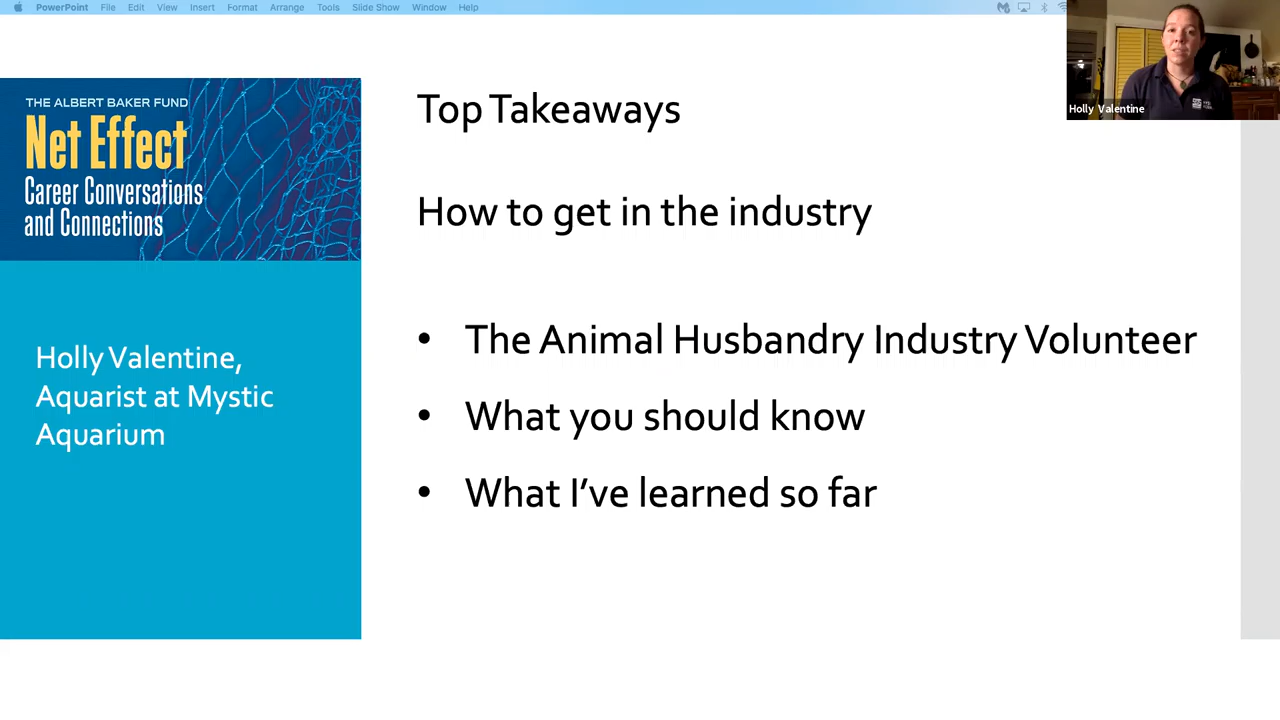 PowerPoint File Edit View Insert Format Arrange Tools Slide Show Window Help
Holly Valentine
THE ALBERT BAKER FUND
Net Effect
Career Conversations
and Connections
Holly Valentine,
Aquarist at Mystic
Aquarium
Top Takeaways
How to get in the industry
• The Animal Husbandry Industry Volunteer
• What you should know
• What I’ve learned so far